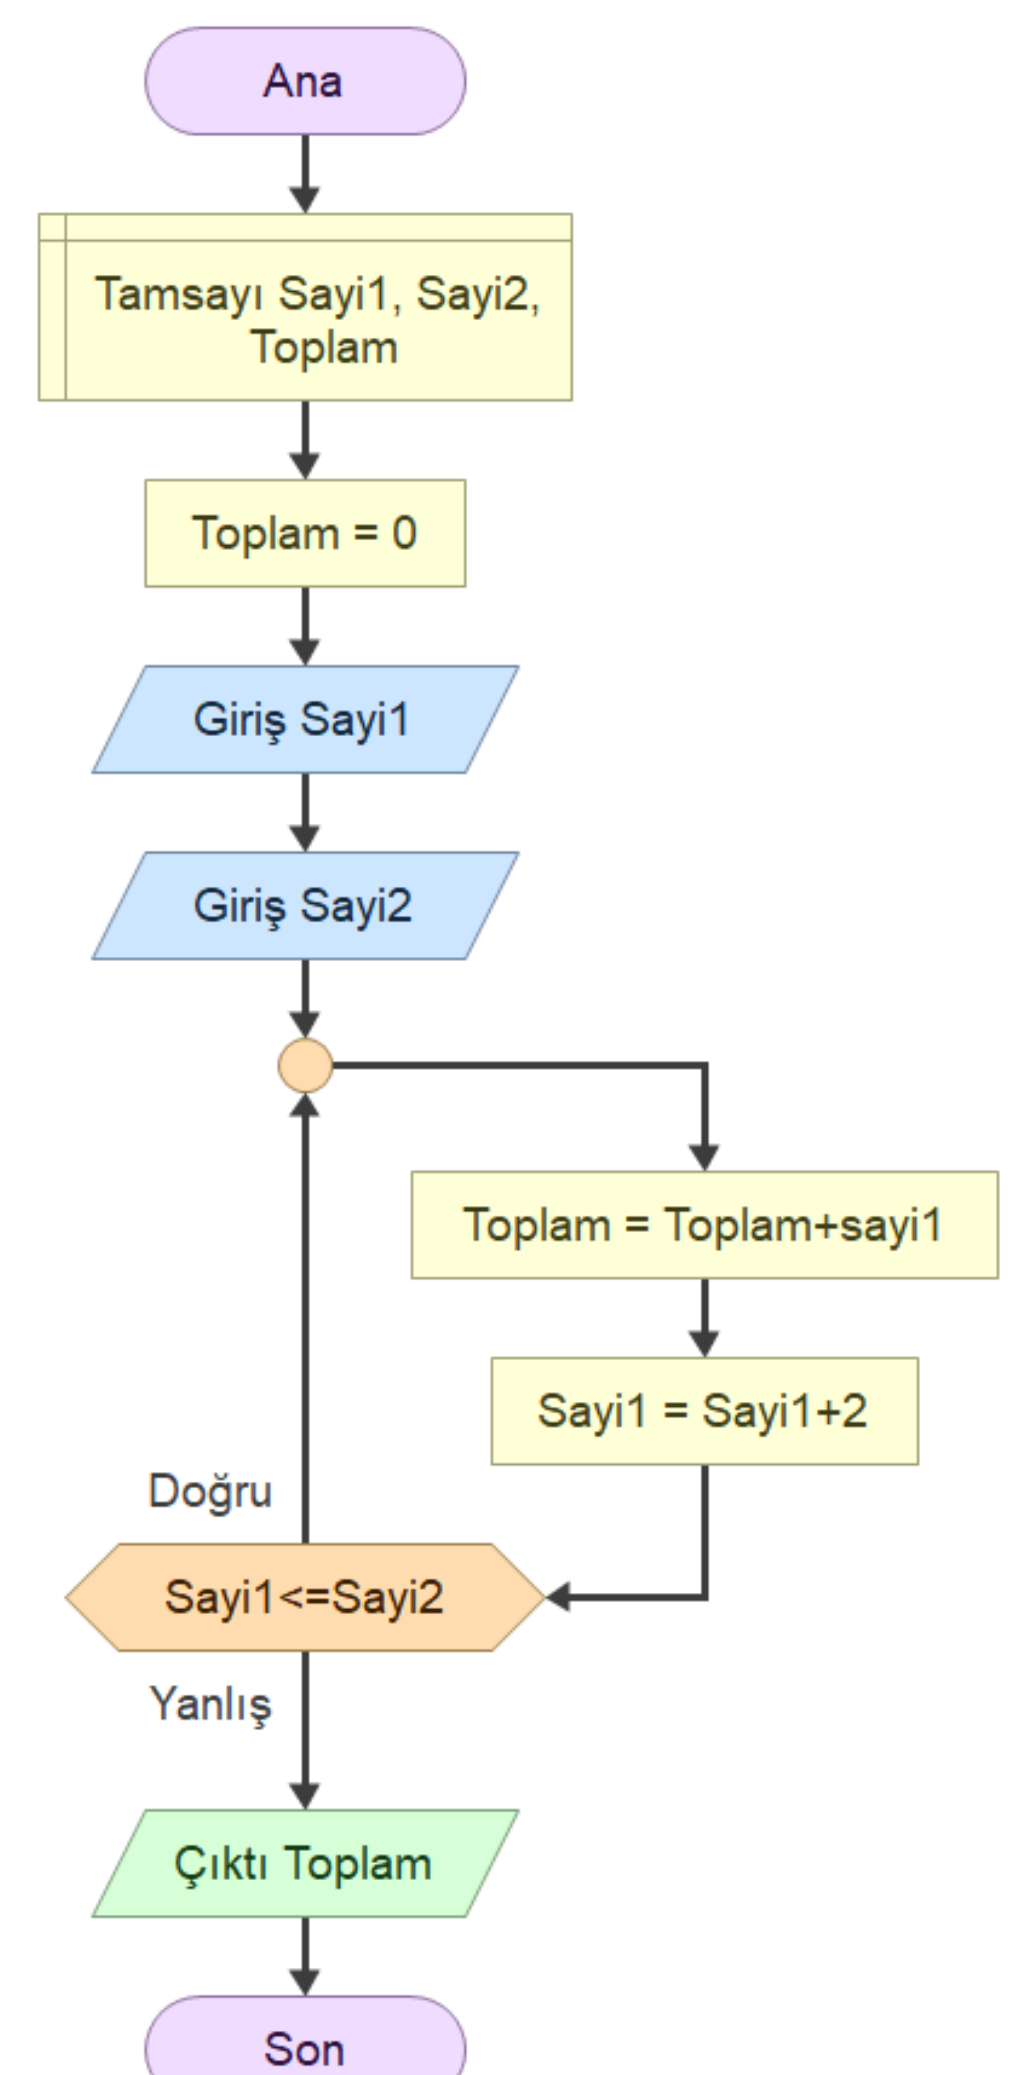 Ana
Tamsayı Sayi1, Sayi2,
Toplam
Toplam = 0
Giriş Sayi1
Giriş Sayi2
Toplam = Toplam+sayi1
Sayi1 = Sayi1+2
Doğru
Sayi1<=Sayi2
Yanlış
Çıktı Toplam
Son